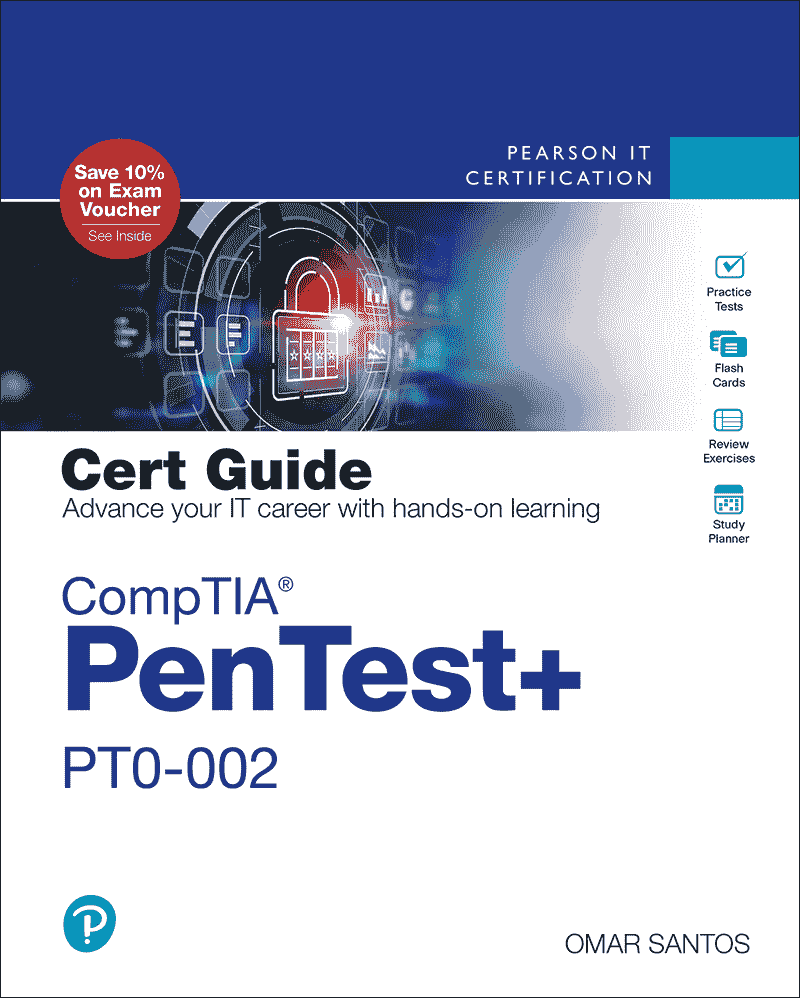 PEARSON IT
CERTIFICATION
Save 10%
on Exam
Voucher
See Inside
Practice
Tests
Flash
Cards
Review
Exercises
Study
Planner
Cert Guide
Advance your IT career with hands-on learning
CompTIA®
PenTest+
PT0-002
P
OMAR SANTOS